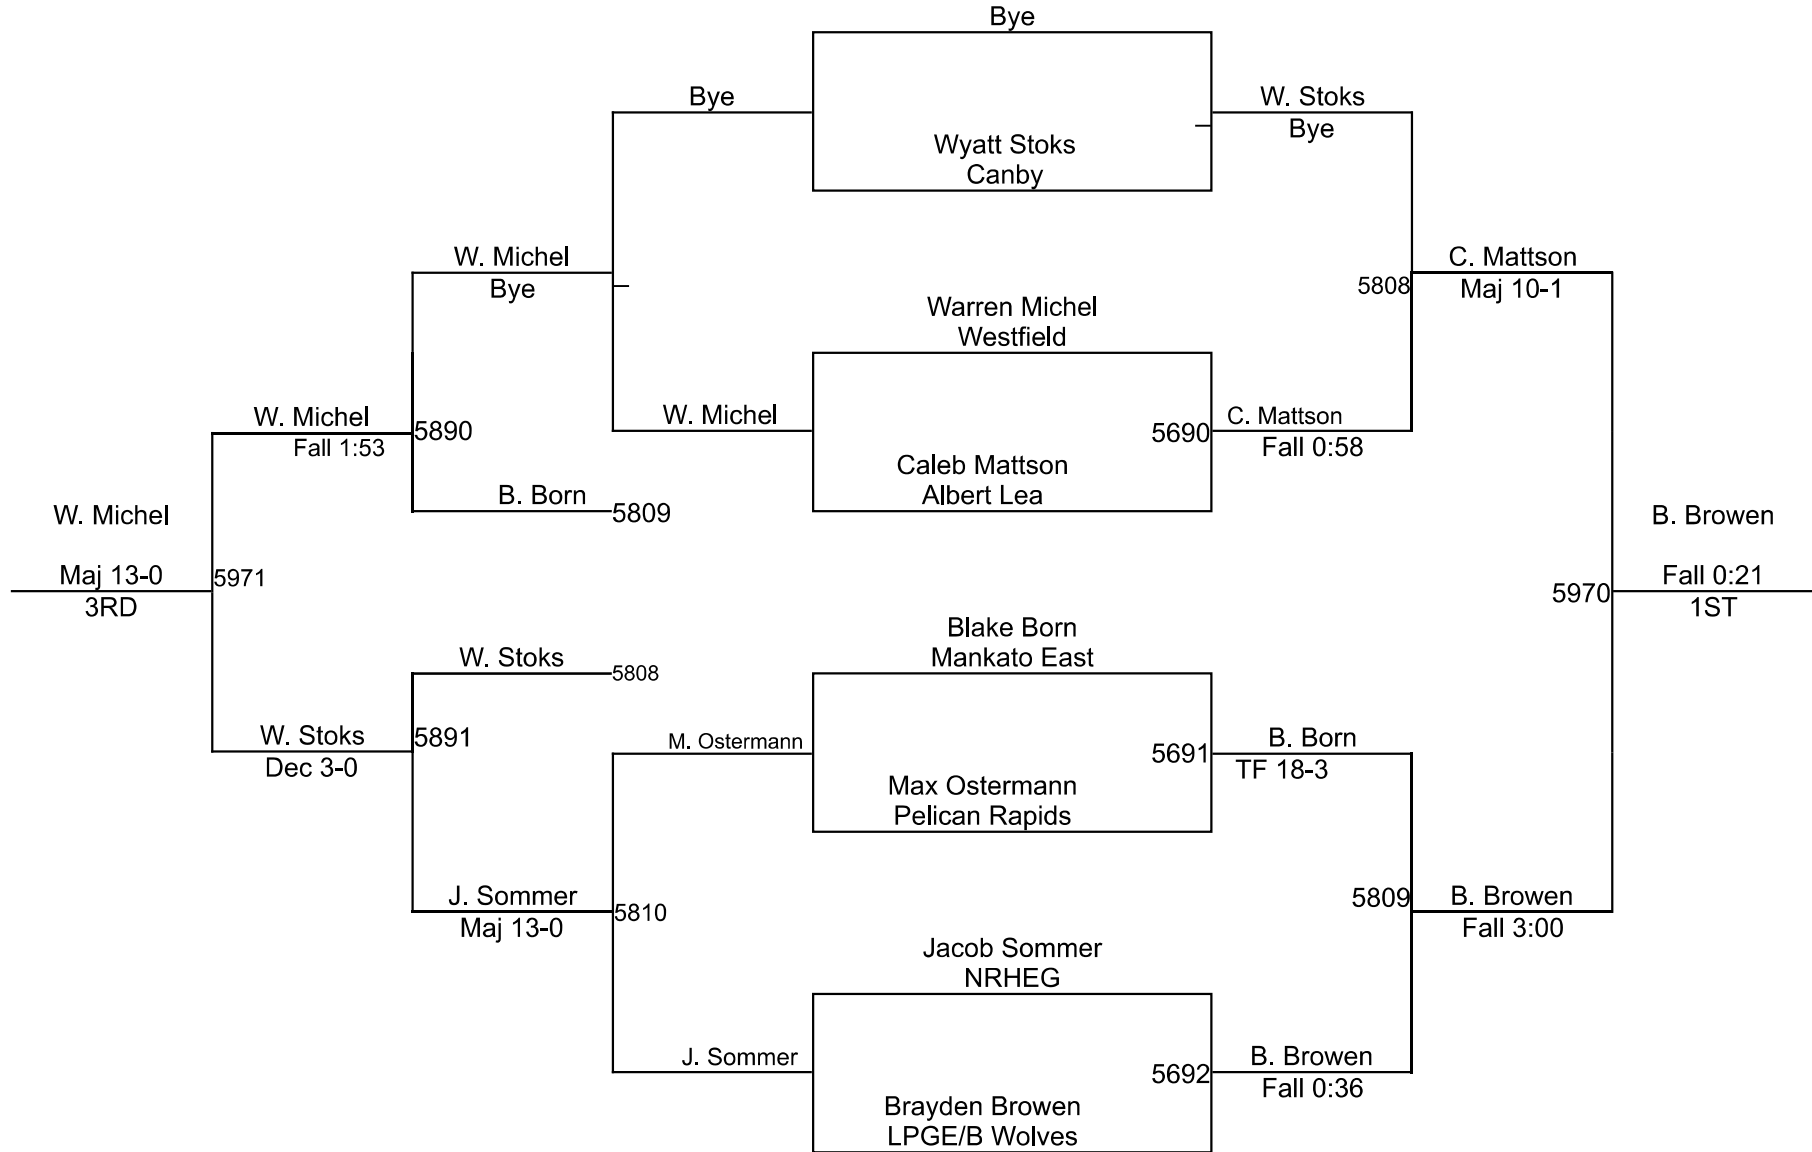 Bye
Bye
W. Stoks
Bye
Wyatt Stoks
Canby
W. Michel
Bye
C. Mattson
Maj 10-1
5808
Warren Michel
Westfield
W. Michel
Fall 1:53
5890
W. Michel
5690
C. Mattson
Fall 0:58
Caleb Mattson
Albert Lea
B. Born
5809
W. Michel
Maj 13-0
3RD
5971
B. Browen
Fall 0:21
1ST
5970
Blake Born
Mankato East
W. Stoks
5808
W. Stoks
Dec 3-0
5891
M. Ostermann
5691
B. Born
TF 18-3
Max Ostermann
Pelican Rapids
J. Sommer
Maj 13-0
5810
5809
B. Browen
Fall 3:00
Jacob Sommer
NRHEG
J. Sommer
5692
B. Browen
Fall 0:36
Brayden Browen
LPGE/B Wolves